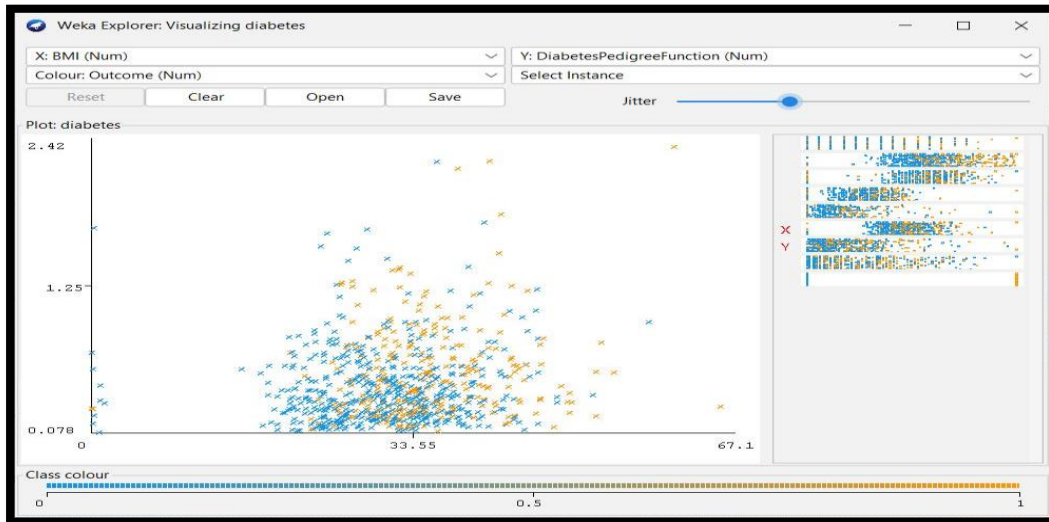 Weka Explorer: Visualizing diabetes
X: BMI (Num)
Y: DiabetesPedigreeFunction (Num)
Colour: Outcome (Num)
Select Instance
Reset
Clear
Open
Save
Jitter
Plot: diabetes
2.42
1.25
0.078
0
33.55
67.1
X
Y
Class colour
0
0.5
1